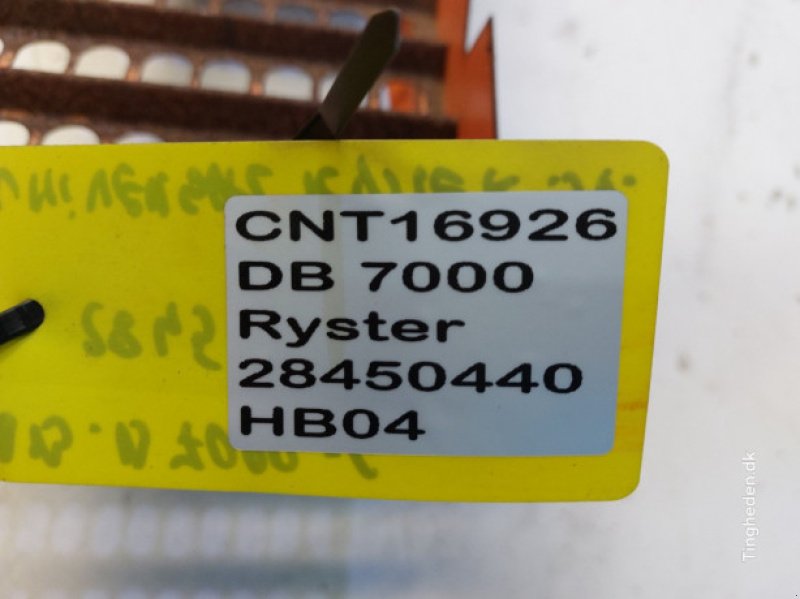 CNT16926
DB 7000
Ryster
28450440
HB04
Tingheden.dk